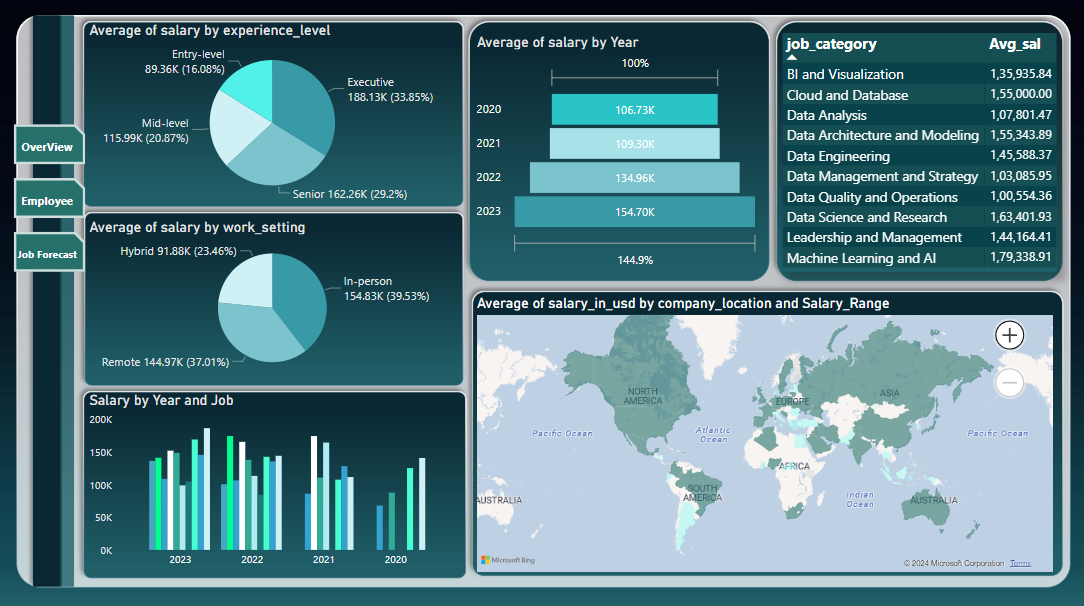 OverView
Employee
Job Forecast
Average of salary by experience_level
Entry-level
89.36K (16.08%)
Executive
188.13K (33.85%)
Mid-level
115.99K (20.87%)
Senior 162.26K (29.2%)
Average of salary by work_setting
Hybrid 91.88K (23.46%)
In-person
154.83K (39.53%)
Remote 144.97K (37.01%)
Salary by Year and Job
200K
150K
100K
50K
0K
2023
2022
2021
2020
Average of salary by Year
100%
2020
106.73K
2021
109.30K
2022
134.96K
2023
154.70K
144.9%
job_category Avg_sal
BI and Visualization 1,35,935.84
Cloud and Database 1,55,000.00
Data Analysis 1,07,801.47
Data Architecture and Modeling 1,55,343.89
Data Engineering 1,45,588.37
Data Management and Strategy 1,03,085.95
Data Quality and Operations 1,00,554.36
Data Science and Research 1,63,401.93
Leadership and Management 1,44,164.41
Machine Learning and AI 1,79,338.91
Average of salary_in_usd by company_location and Salary_Range
NORTH
AMERICA
EUROPE
ASIA
Pacific Ocean
Atlantic
Ocean
Pacific Ocean
AFRICA
SOUTH
AMERICA
Indian
Ocean
AUSTRALIA
AUSTRALIA
Microsoft Bing
© 2024 Microsoft Corporation Terms